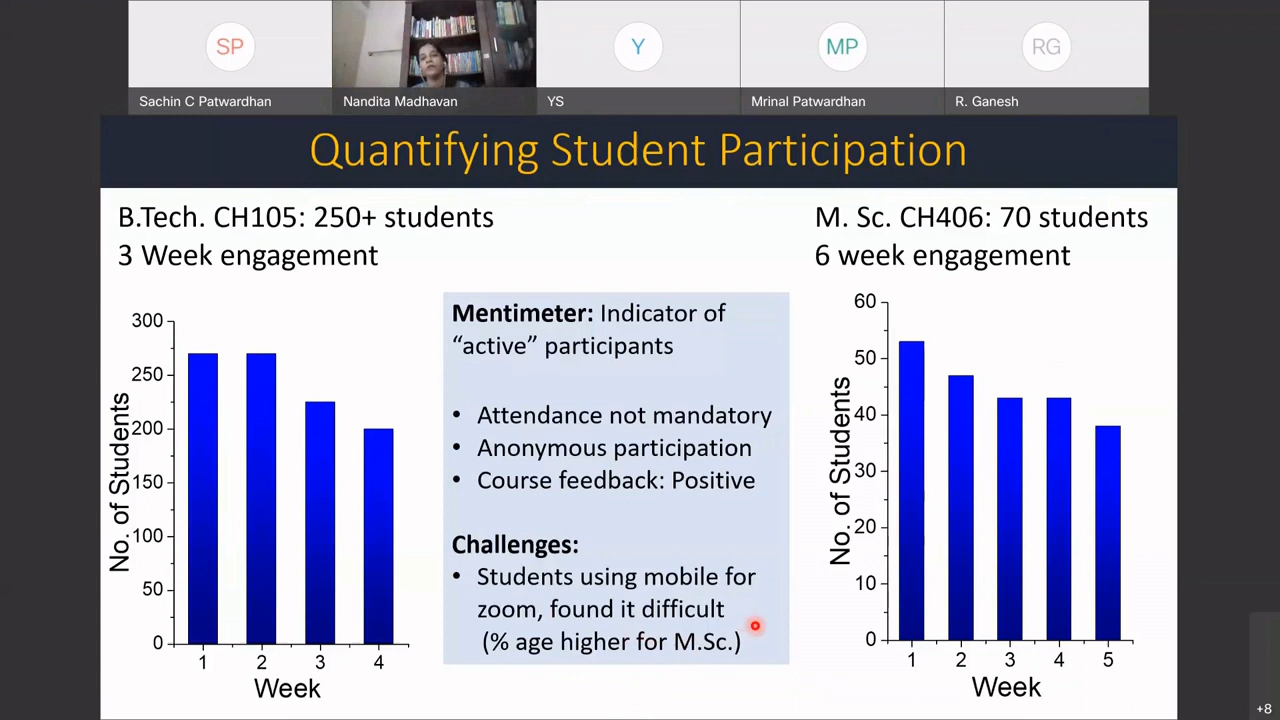 SP
Y
MP
RG
Sachin C Patwardhan
Nandita Madhavan
YS
Mrinal Patwardhan
R. Ganesh
Quantifying Student Participation
B.Tech. CH105: 250+ students
3 Week engagement
M. Sc. CH406: 70 students
6 week engagement
300
250
200
150
100
50
0
No. of Students
1 2 3 4
Week
Mentimeter: Indicator of
“active” participants
• Attendance not mandatory
• Anonymous participation
• Course feedback: Positive
Challenges:
• Students using mobile for
zoom, found it difficult
(% age higher for M.Sc.)
60
50
40
30
20
10
0
No. of Students
1 2 3 4 5
Week
+8